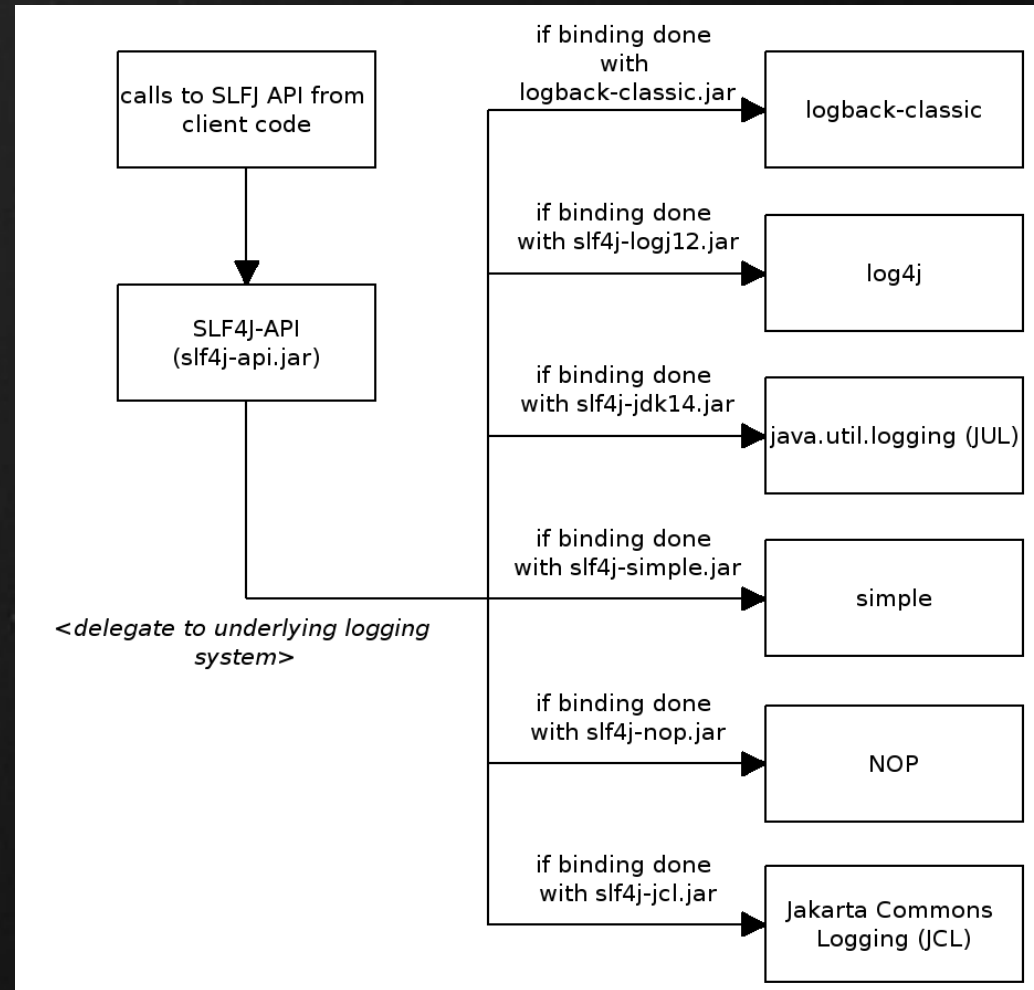 calls to SLFJ API from
client code
SLF4J-API
(slf4j-api.jar)
<delegate to underlying logging
system>
if binding done
with
logback-classic.jar
logback-classic
if binding done
with slf4j-logj12.jar
log4j
if binding done
with slf4j-jdk14.jar
java.util.logging (JUL)
if binding done
with slf4j-simple.jar
simple
if binding done
with slf4j-nop.jar
NOP
if binding done
with slf4j-jcl.jar
Jakarta Commons
Logging (JCL)